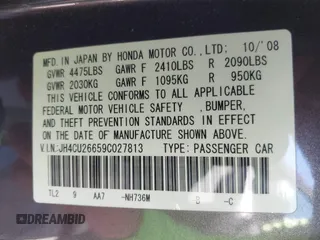 MFD. IN JAPAN BY HONDA MOTOR CO.,LTD; 10/'08
GVWR 4475LBS GAWR F 2410LBS R 2090LBS
GVWR 2030KG GAWR F 1095KG R 950KG
THIS VEHICLE CONFORMS TO ALL APPLICABLE
FEDERAL MOTOR VEHICLE SAFETY, BUMPER,
AND THEFT PREVENTION STANDARDS IN EFFECT ON
THE DATE OF MANUFACTURE SHOWN ABOVE.
V.I.N:JH4CU26659C027813 TYPE: PASSENGER CAR
TL2 9 AA7 -NH736M B -C
DREAMBID